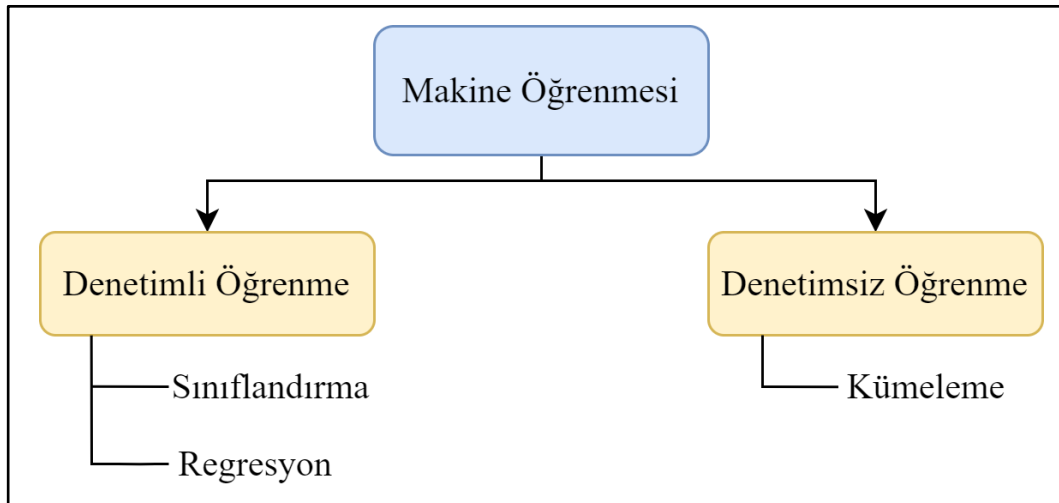 Makine Öğrenmesi
Denetimli Öğrenme
Denetimsiz Öğrenme
Sınıflandırma
Kümeleme
Regresyon